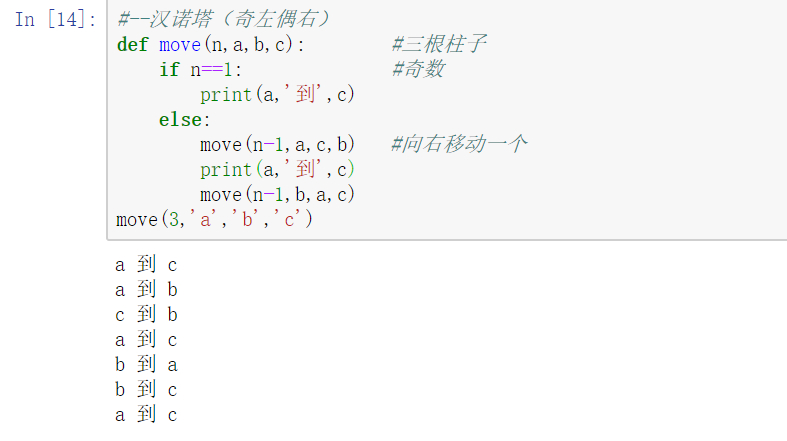 In [14]: #--汉诺塔（奇左偶右）
def move(n,a,b,c): #三根柱子
if n==1: #奇数
print(a,'到',c)
else:
move(n-1,a,c,b) #向右移动一个
print(a,'到',c)
move(n-1,b,a,c)
move(3,'a','b','c')
a 到 c
a 到 b
c 到 b
a 到 c
b 到 a
b 到 c
a 到 c